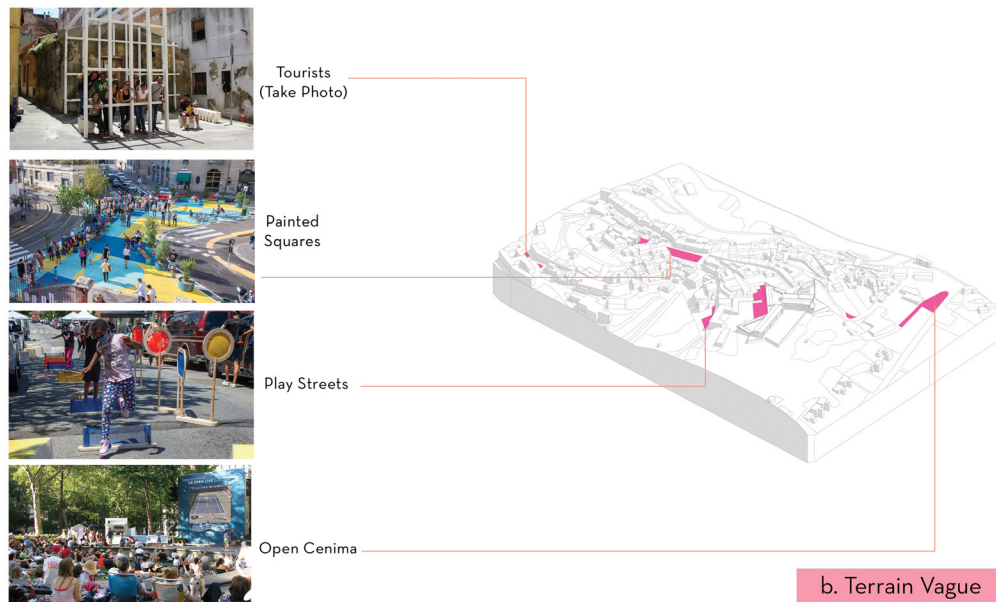 Tourists
(Take Photo)
Painted
Squares
Play Streets
Open Cenima
b. Terrain Vague